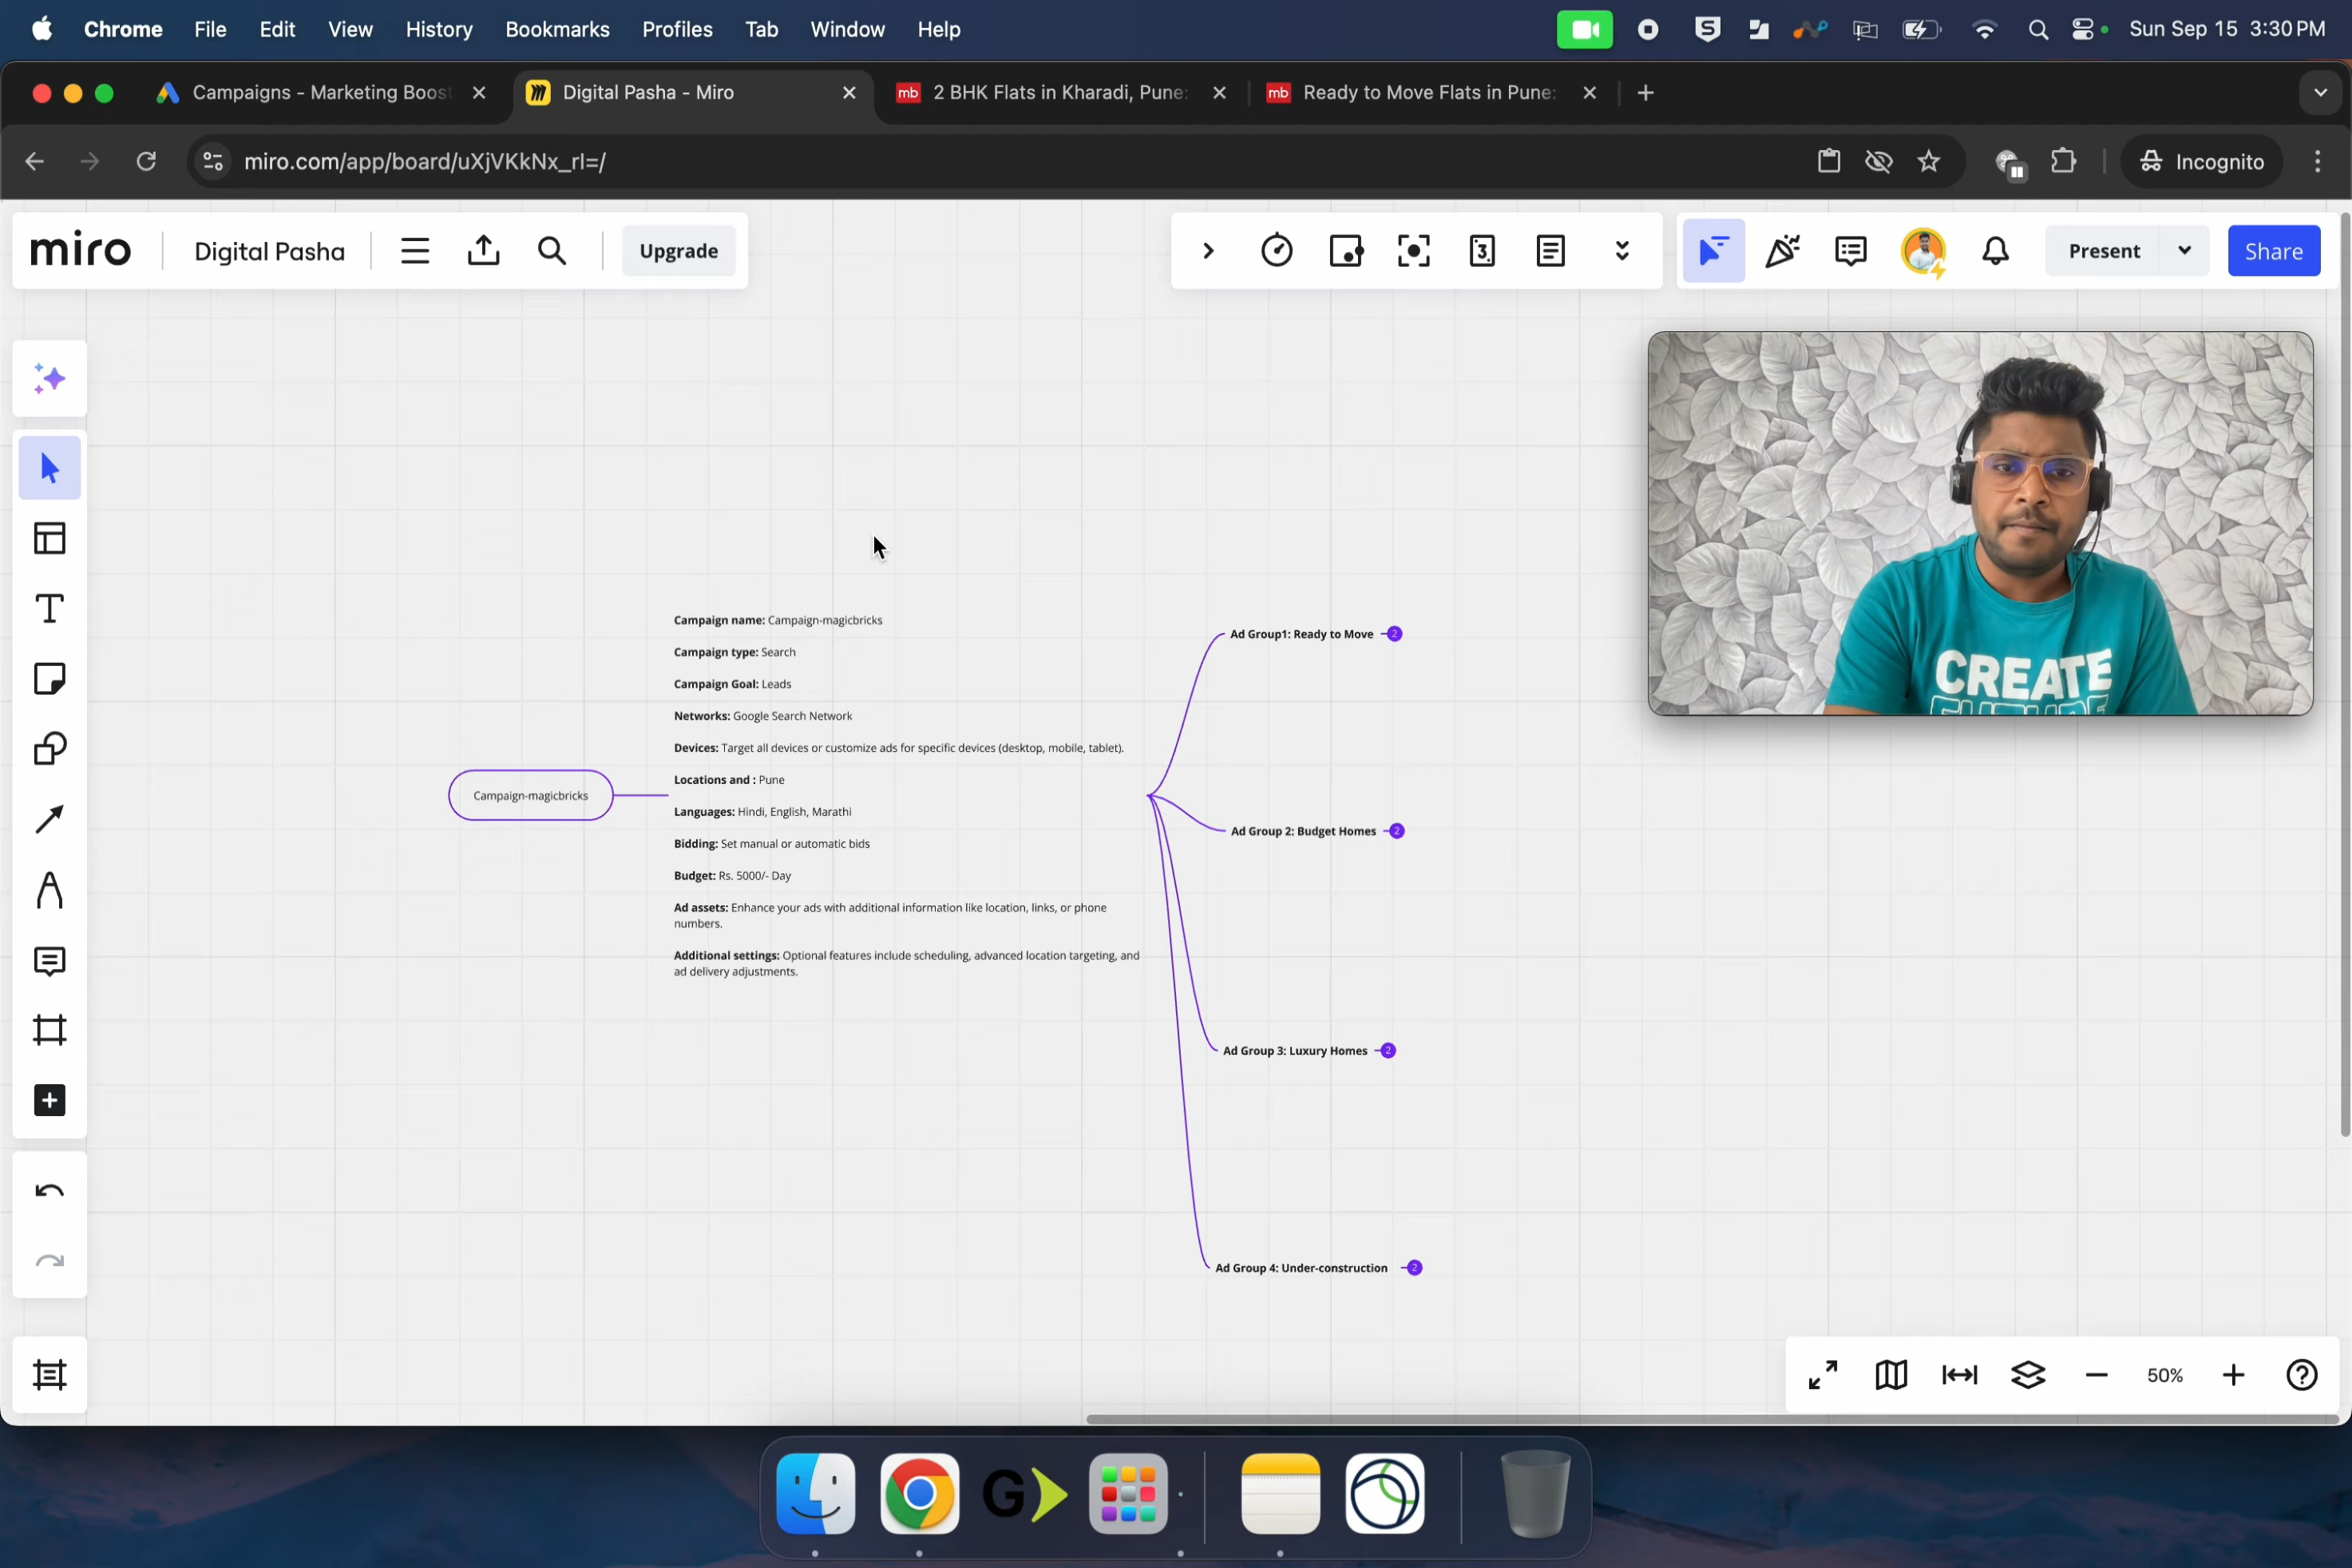 Chrome File Edit View History Bookmarks Profiles Tab Window Help Sun Sep 15 3:30 PM
Campaigns - Marketing Boost Digital Pasha - Miro mb 2 BHK Flats in Kharadi, Pune: mb Ready to Move Flats in Pune:
miro.com/app/board/uXjVKkNx_rI=/ Incognito
miro Digital Pasha Upgrade 3 Present Share
CREATE
Campaign name: Campaign-magicbricks
Campaign type: Search
Campaign Goal: Leads
Networks: Google Search Network
Devices: Target all devices or customize ads for specific devices (desktop, mobile, tablet).
Locations and : Pune
Campaign-magicbricks
Languages: Hindi, English, Marathi
Bidding: Set manual or automatic bids
Budget: Rs. 5000/- Day
Ad assets: Enhance your ads with additional information like location, links, or phone
numbers.
Additional settings: Optional features include scheduling, advanced location targeting, and
ad delivery adjustments.
Ad Group1: Ready to Move 2
Ad Group 2: Budget Homes 2
Ad Group 3: Luxury Homes 2
Ad Group 4: Under-construction 2
50%
G